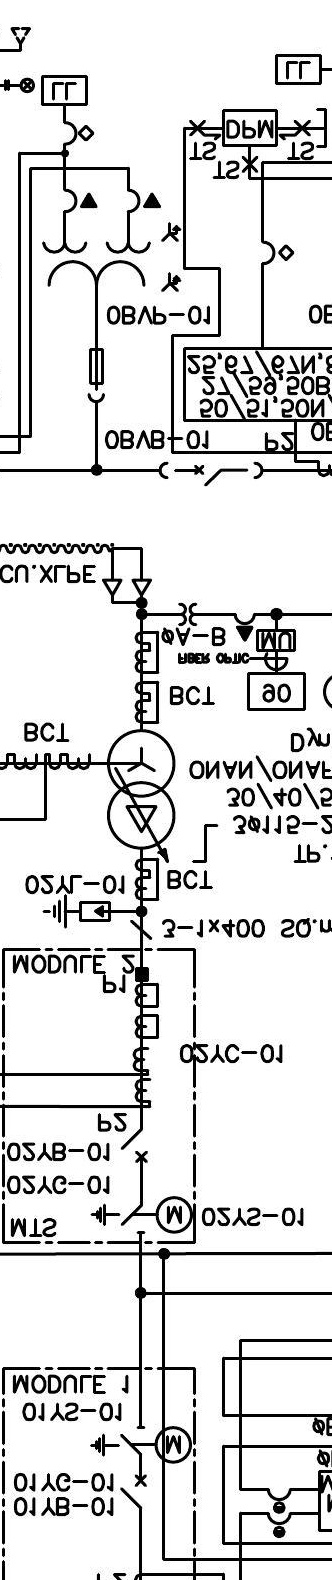 LL
LL
DPM
TS
TS
TS
0BVP-01
0B
25,67/67N,8
27/59,50B
50/51,50N/
0BVB-01
P2
0B
CU.XLPE
ØA-B
MU
FIBER OPTIC
BCT
90
BCT
Dyn
ONAN/ONAF
30/40/5
3Ø115-2
TP.
BCT
02YL-01
3-1x400 SQ.m
MODULE 2
P1
02YC-01
P2
02YB-01
02YG-01
M
02YS-01
MTS
MODULE 1
01YS-01
M
01YG-01
01YB-01